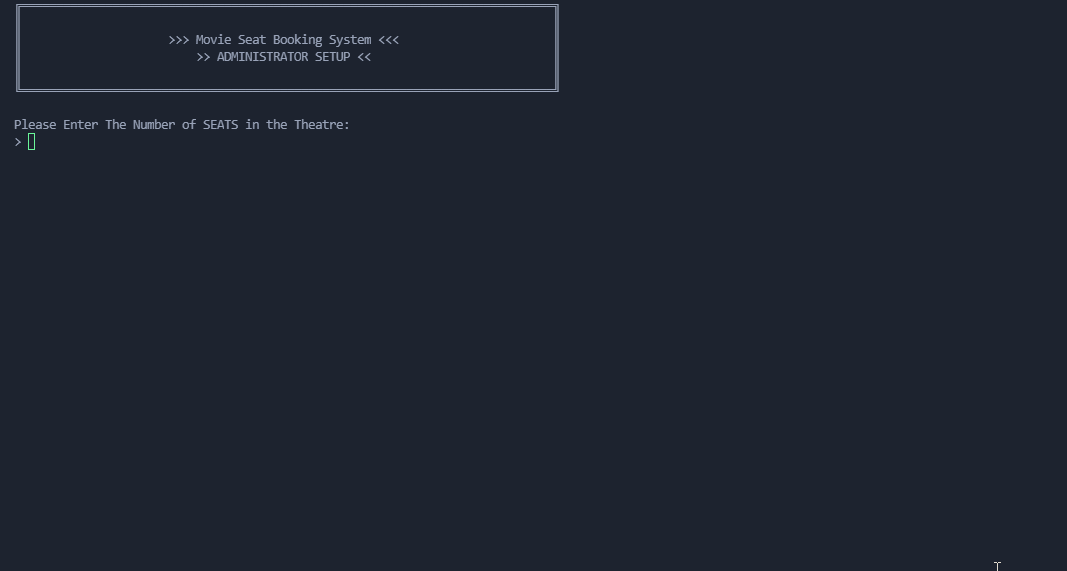 >>> Movie Seat Booking System <<<
>> ADMINISTRATOR SETUP <<
Please Enter The Number of SEATS in the Theatre:
>